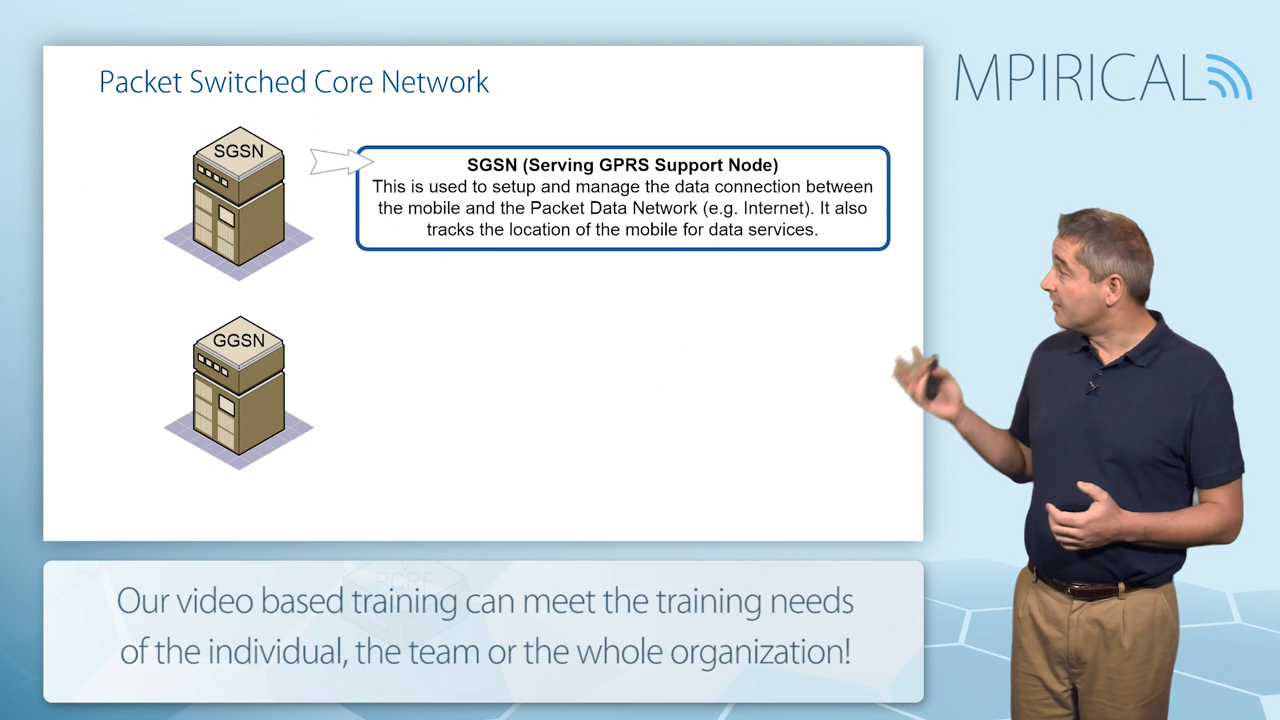 Packet Switched Core Network
MPIRICAL
SGSN
SGSN (Serving GPRS Support Node)
This is used to setup and manage the data connection between
the mobile and the Packet Data Network (e.g. Internet). It also
tracks the location of the mobile for data services.
GGSN
PCRF
Our video based training can meet the training needs
of the individual, the team or the whole organization!